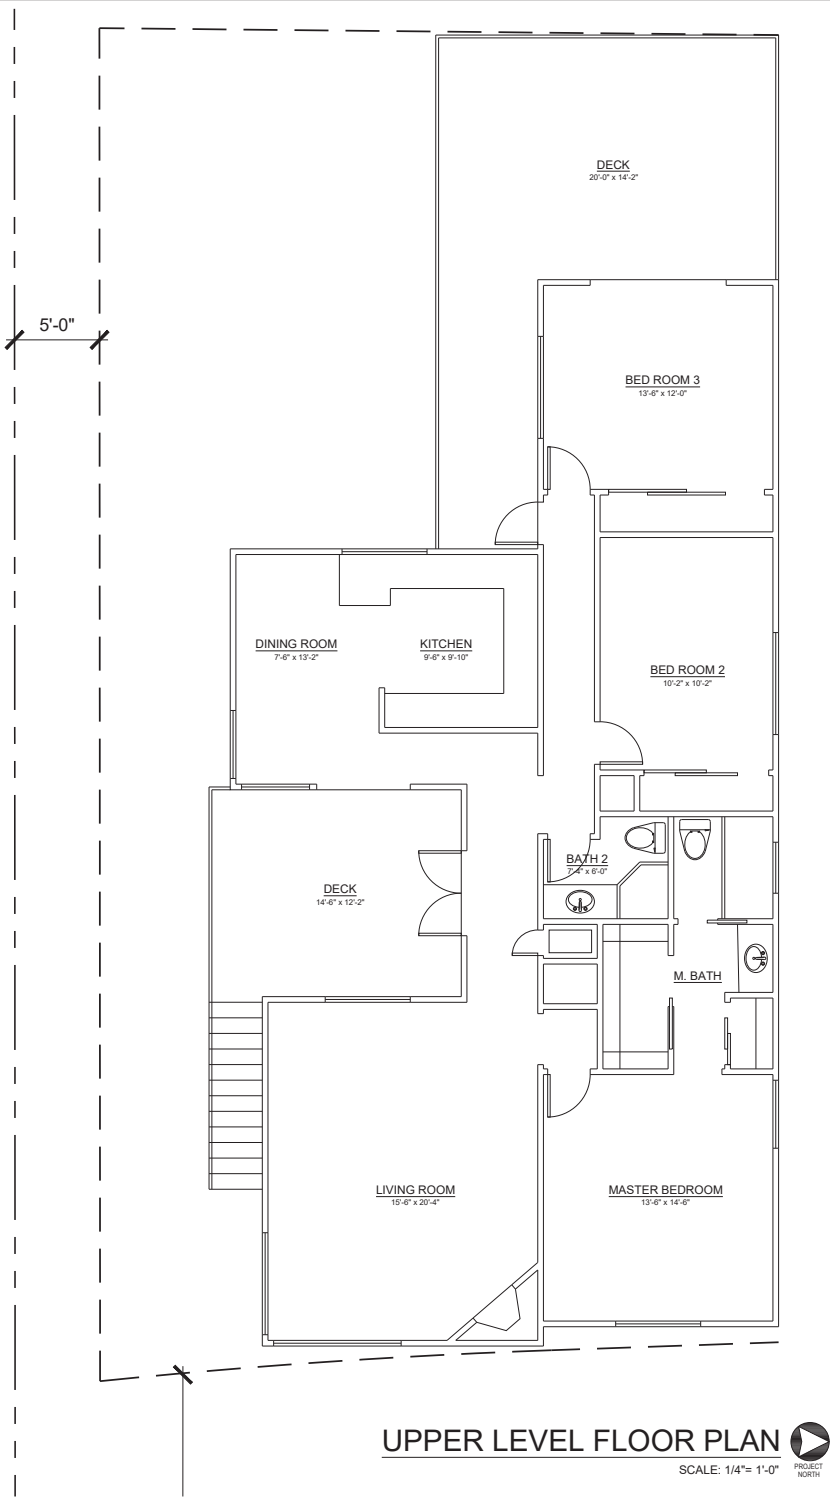 DECK
20'-0" x 14'-2"
5'-0"
BED ROOM 3
13'-6" x 12'-0"
DINING ROOM
7'-6" x 13'-2"
KITCHEN
9'-6" x 9'-10"
BED ROOM 2
10'-2" x 10'-2"
BATH 2
7'-4" x 6'-0"
DECK
14'-6" x 12'-2"
M. BATH
LIVING ROOM
15'-6" x 20'-4"
MASTER BEDROOM
13'-6" x 14'-6"
UPPER LEVEL FLOOR PLAN
SCALE: 1/4"= 1'-0"
PROJECT
NORTH